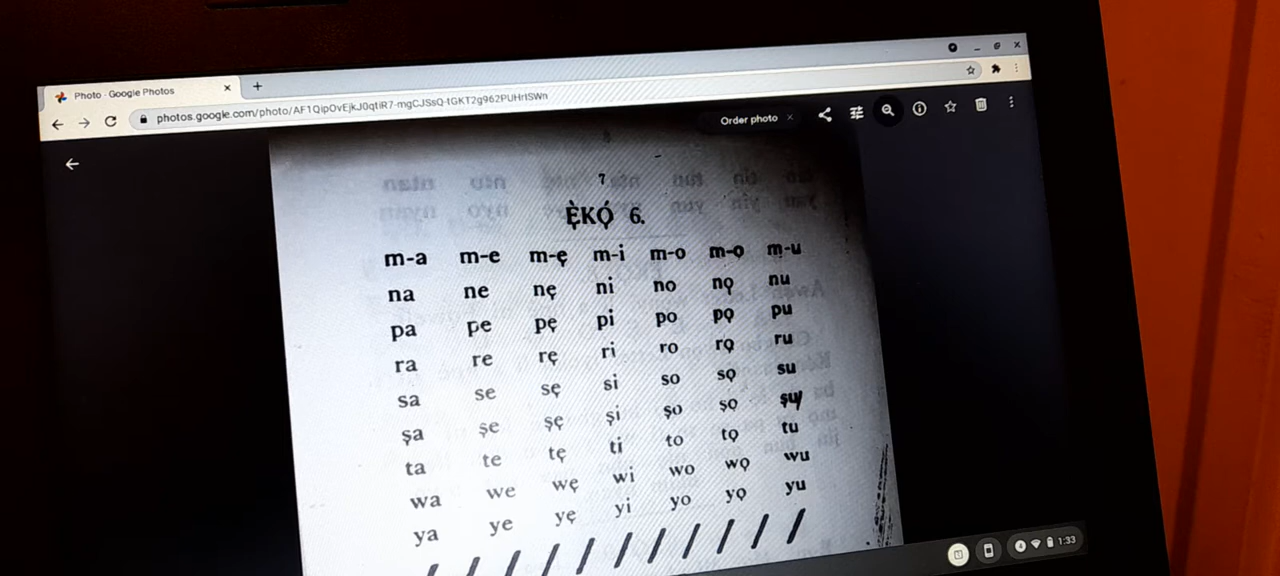 Photo - Google Photos
photos.google.com/photo/AF1QipOvEjkJ0qtiR7-mgCJSsQ-tGKT2g962PUHrISWn
Order photo
7
Ẹ̀KỌ́ 6.
m-a m-e m-ẹ m-i m-o m-ọ m-u
na ne nẹ ni no nọ nu
pa pe pẹ pi po pọ pu
ra re rẹ ri ro rọ ru
sa se sẹ si so sọ su
ṣa ṣe ṣẹ ṣi ṣo ṣọ ṣu
ta te tẹ ti to tọ tu
wa we wẹ wi wo wọ wu
ya ye yẹ yi yo yọ yu
1:33